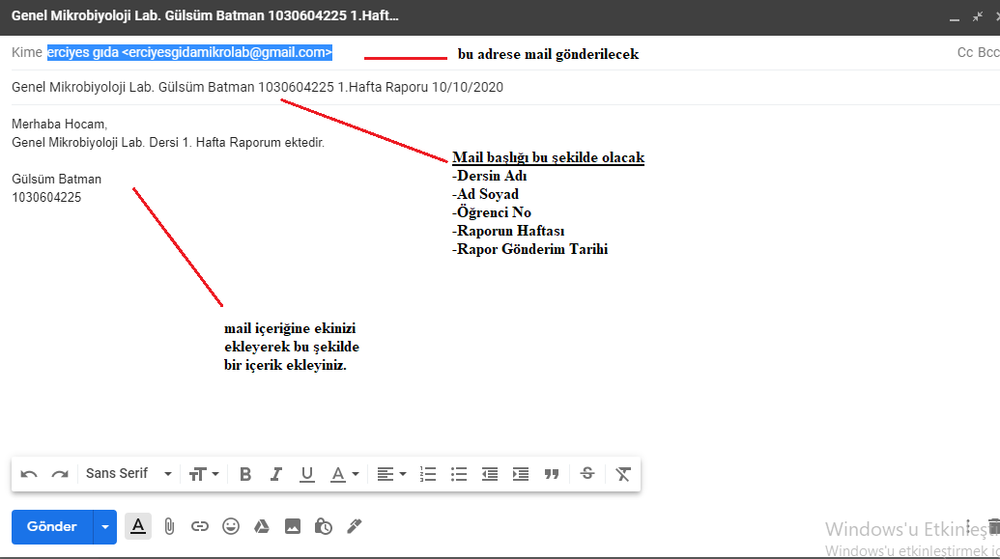 Genel Mikrobiyoloji Lab. Gülsüm Batman 1030604225 1.Haft...
Kime erciyes gıda <erciyesgidamikrolab@gmail.com>
bu adrese mail gönderilecek
Cc Bcc
Genel Mikrobiyoloji Lab. Gülsüm Batman 1030604225 1.Hafta Raporu 10/10/2020
Merhaba Hocam,
Genel Mikrobiyoloji Lab. Dersi 1. Hafta Raporum ektedir.
Gülsüm Batman
1030604225
Mail başlığı bu şekilde olacak
-Dersin Adı
-Ad Soyad
-Öğrenci No
-Raporun Haftası
-Rapor Gönderim Tarihi
mail içeriğine ekinizi
ekleyerek bu şekilde
bir içerik ekleyiniz.
Sans Serif
Gönder
Windows'u Etkinleşt
Windows'u etkinleştirmek iç